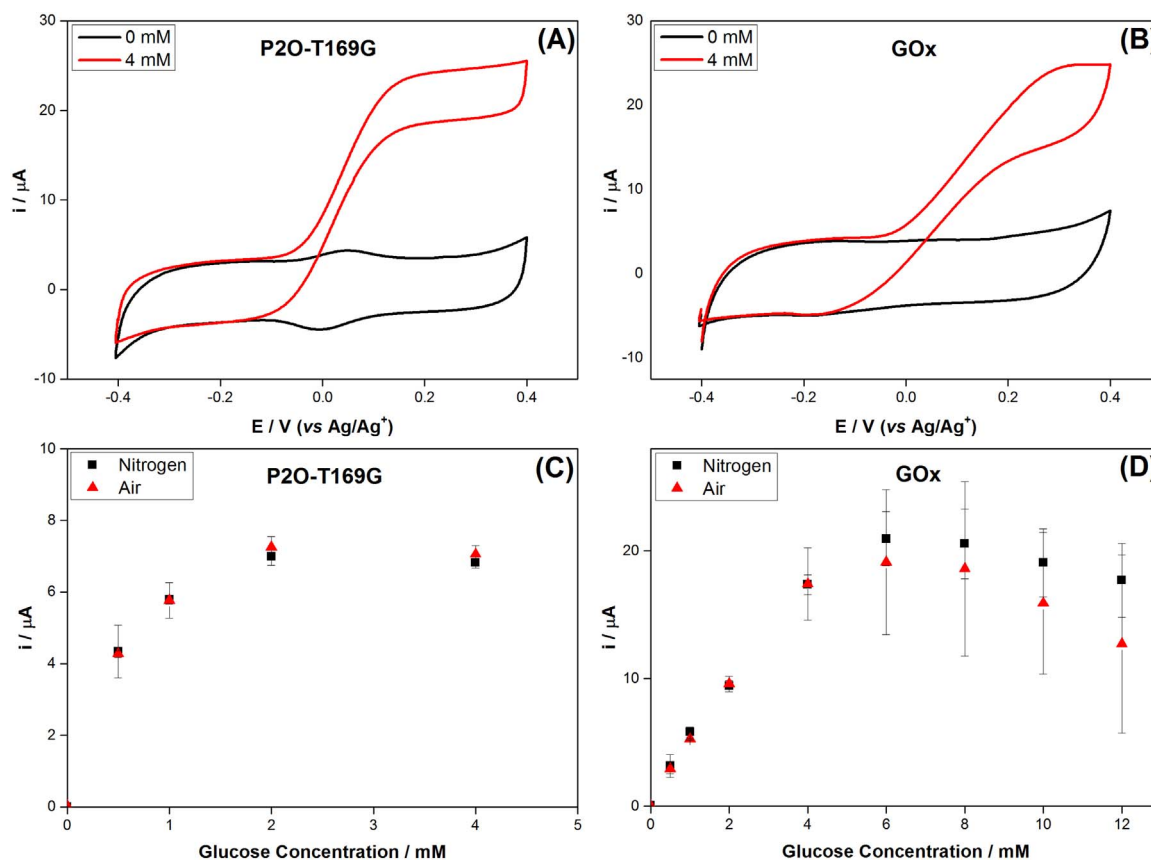 0 mM
4 mM
P2O-T169G
(A)
30
20
10
0
-10
i / µA
-0.4
-0.2
0.0
0.2
0.4
E / V (vs Ag/Ag⁺)
0 mM
4 mM
GOx
(B)
30
20
10
0
-10
i / µA
-0.4
-0.2
0.0
0.2
0.4
E / V (vs Ag/Ag⁺)
Nitrogen
Air
P2O-T169G
(C)
10
8
6
4
2
0
i / µA
0
1
2
3
4
5
Glucose Concentration / mM
Nitrogen
Air
GOx
(D)
20
10
0
i / µA
0
2
4
6
8
10
12
Glucose Concentration / mM